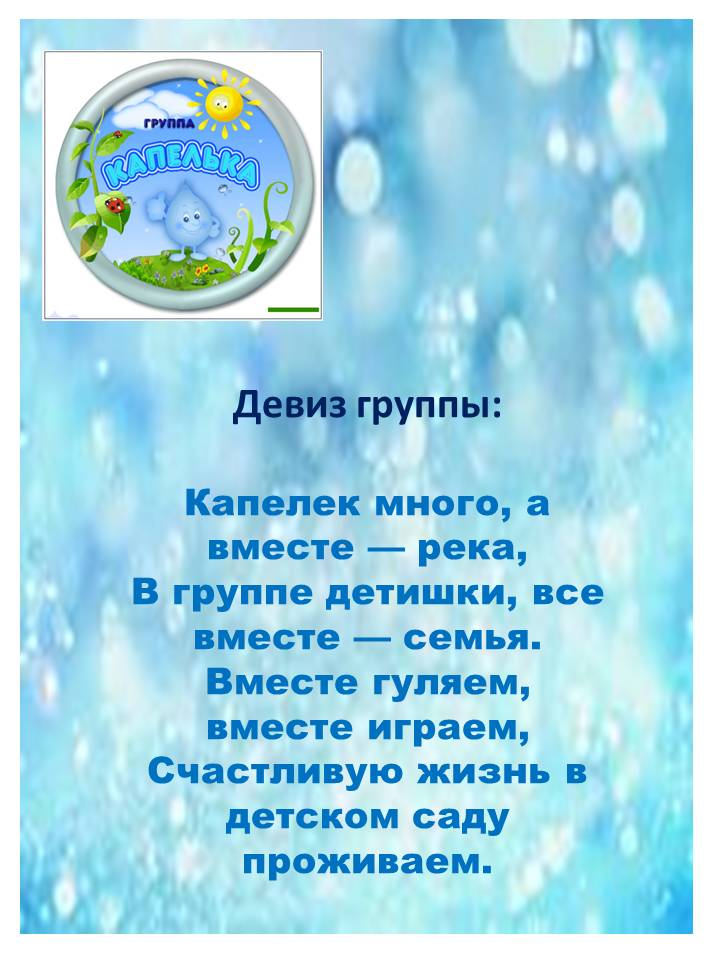 ГРУППА
КАПЕЛЬКА
Девиз группы:
Капелек много, а
вместе — река,
В группе детишки, все
вместе — семья.
Вместе гуляем,
вместе играем,
Счастливую жизнь в
детском саду
проживаем.